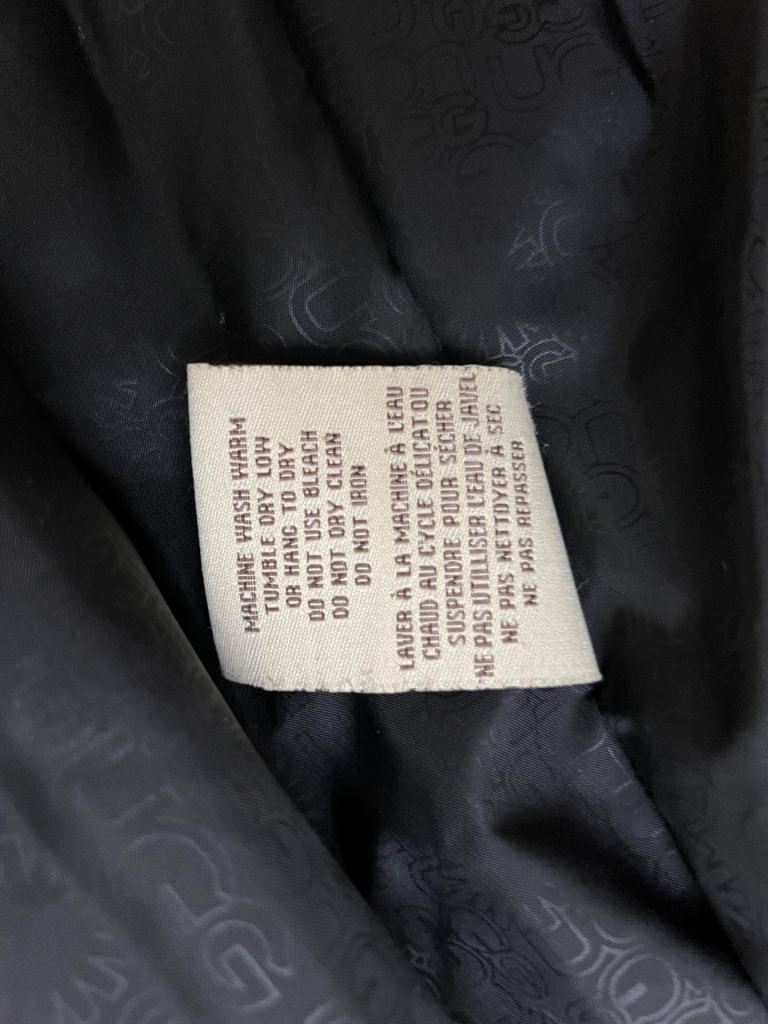 MACHINE WASH WARM
TUMBLE DRY LOW
OR HANG TO DRY
DO NOT USE BLEACH
DO NOT DRY CLEAN
DO NOT IRON
LAVER À LA MACHINE À L'EAU
CHAUD AU CYCLE DÉLICAT OU
SUSPENDRE POUR SÉCHER
NE PAS UTILISER L'EAU DE JAVEL
NE PAS NETTOYER À SEC
NE PAS REPASSER